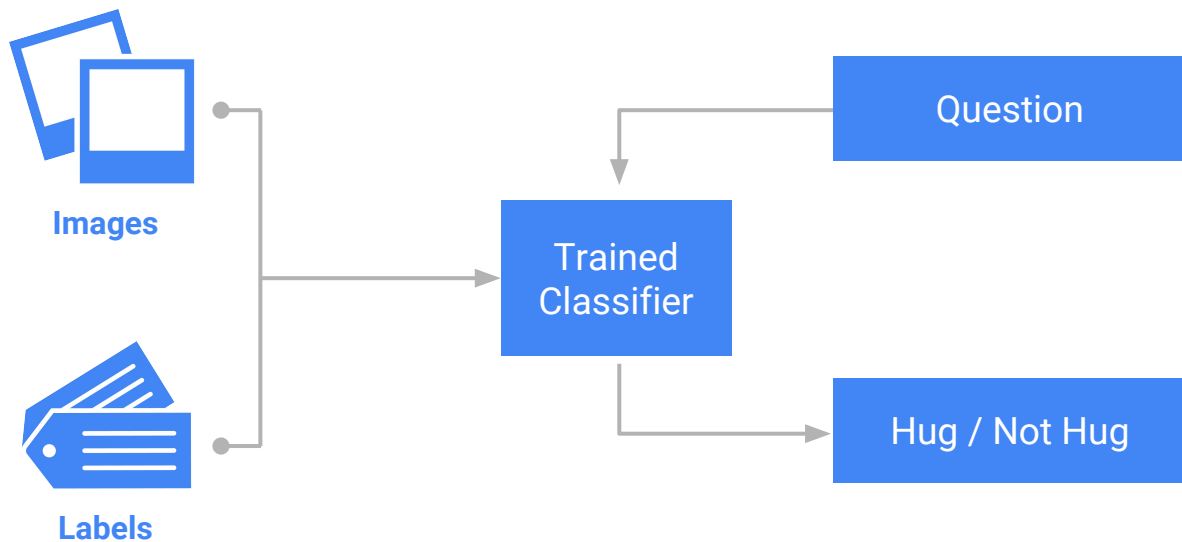 Images
Labels
Trained
Classifier
Question
Hug / Not Hug